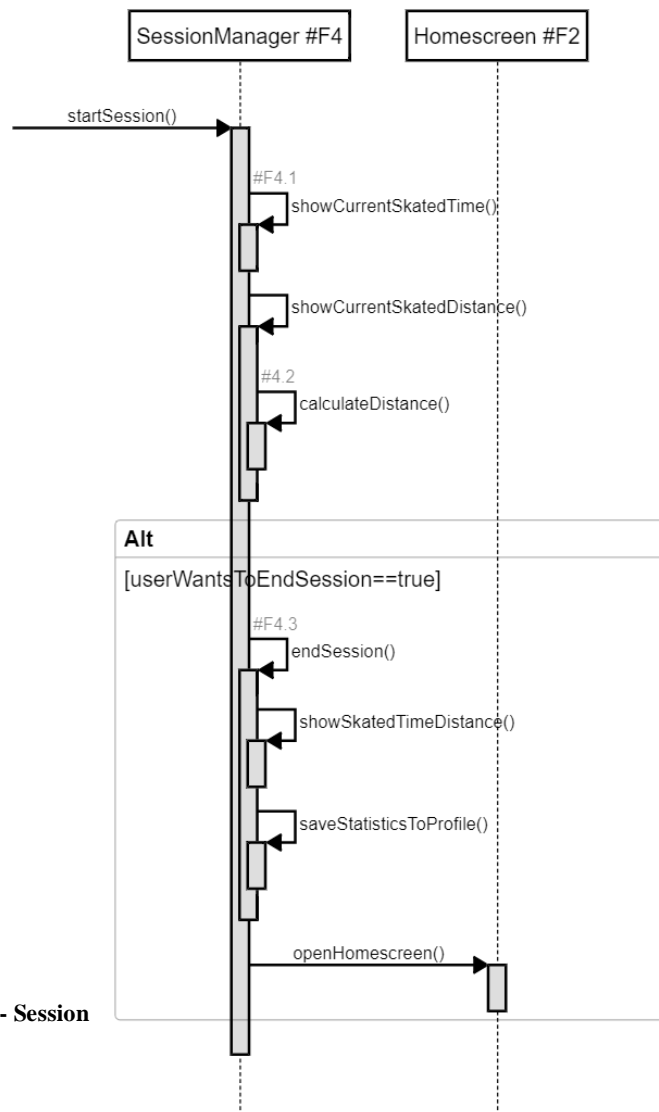 SessionManager #F4
Homescreen #F2
startSession()
#F4.1
showCurrentSkatedTime()
showCurrentSkatedDistance()
#4.2
calculateDistance()
Alt
[userWantsToEndSession==true]
#F4.3
endSession()
showSkatedTimeDistance()
saveStatisticsToProfile()
openHomescreen()
- Session